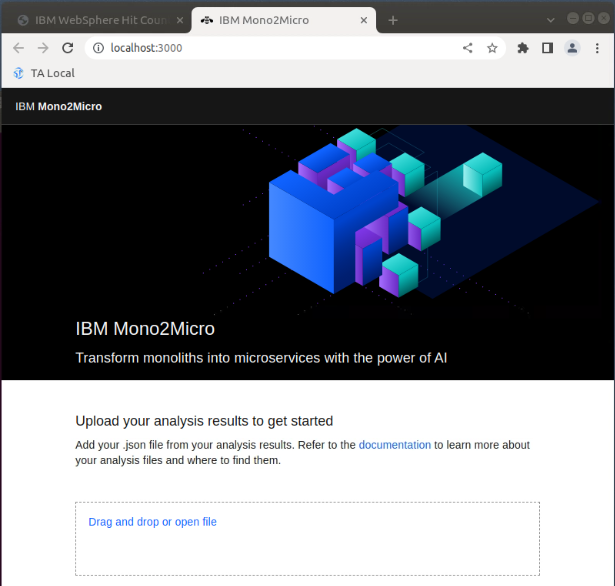 IBM WebSphere Hit Coun
IBM Mono2Micro
localhost:3000
TA Local
IBM Mono2Micro
IBM Mono2Micro
Transform monoliths into microservices with the power of AI
Upload your analysis results to get started
Add your .json file from your analysis results. Refer to the documentation to learn more about
your analysis files and where to find them.
Drag and drop or open file